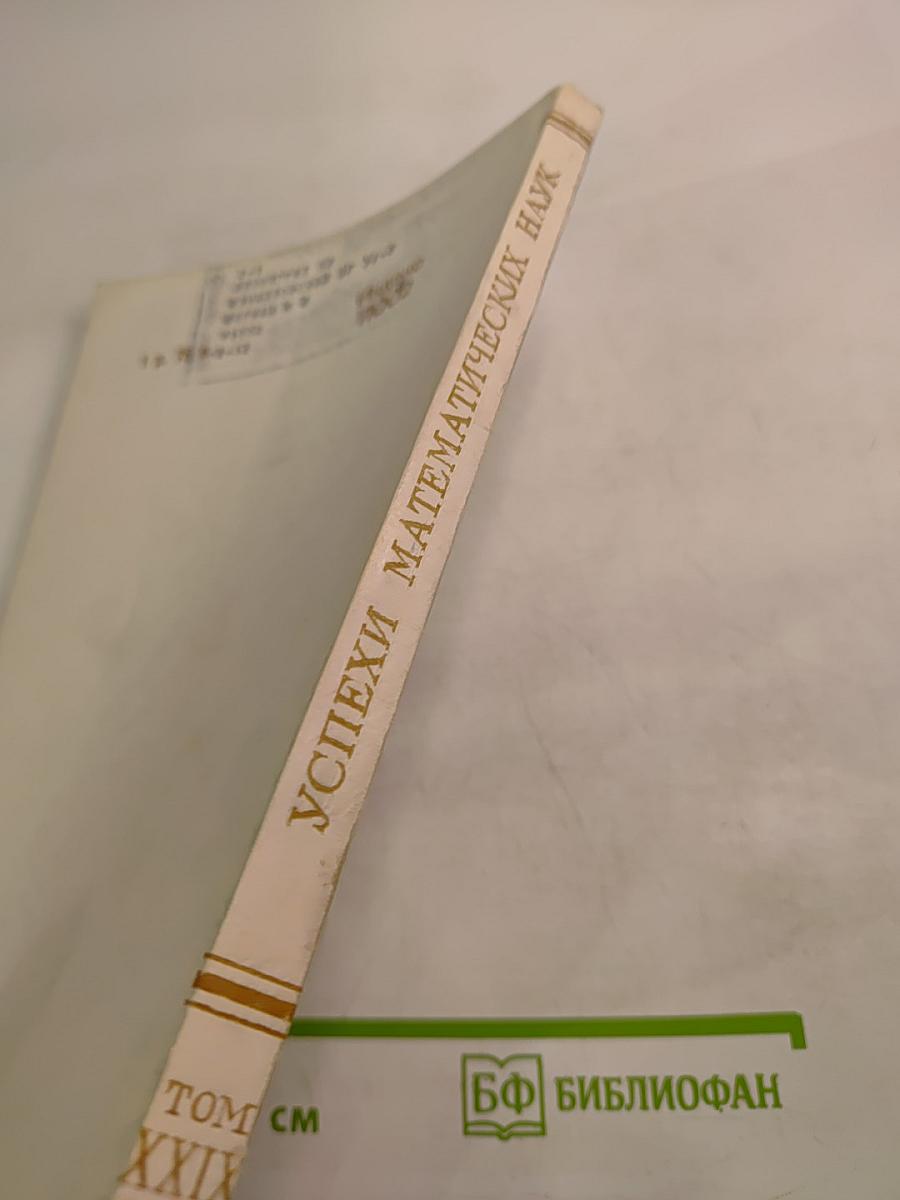 УСПЕХИ МАТЕМАТИЧЕСКИХ НАУК
ТОМ
XXIX
см
БФ БИБЛИОФАН